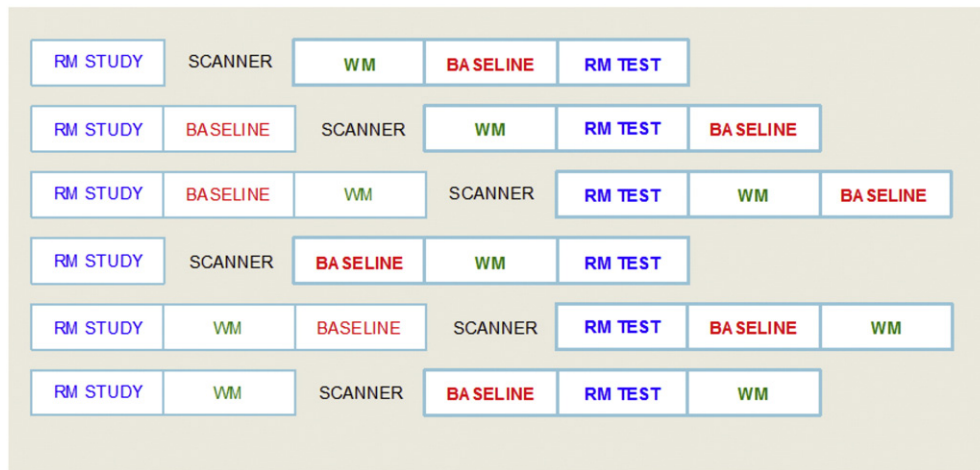 RM STUDY SCANNER WM BASELINE RM TEST
RM STUDY BASELINE SCANNER WM RM TEST BASELINE
RM STUDY BASELINE WM SCANNER RM TEST WM BASELINE
RM STUDY SCANNER BASELINE WM RM TEST
RM STUDY WM BASELINE SCANNER RM TEST BASELINE WM
RM STUDY WM SCANNER BASELINE RM TEST WM